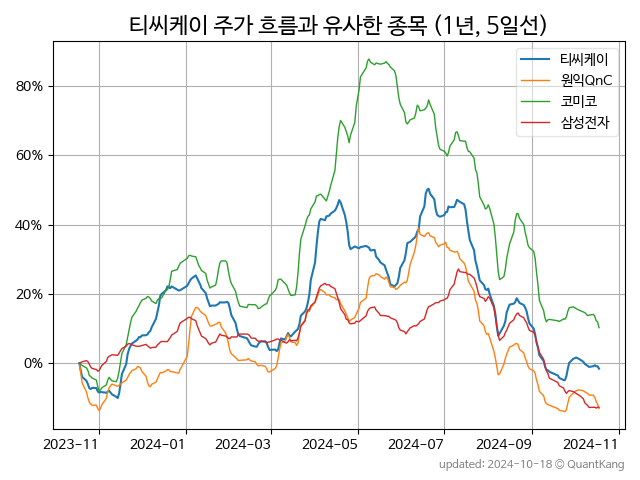 티씨케이 주가 흐름과 유사한 종목 (1년, 5일선)
티씨케이
원익QnC
코미코
삼성전자
80%
60%
40%
20%
0%
2023-11 2024-01 2024-03 2024-05 2024-07 2024-09 2024-11
updated: 2024-10-18 © QuantKang